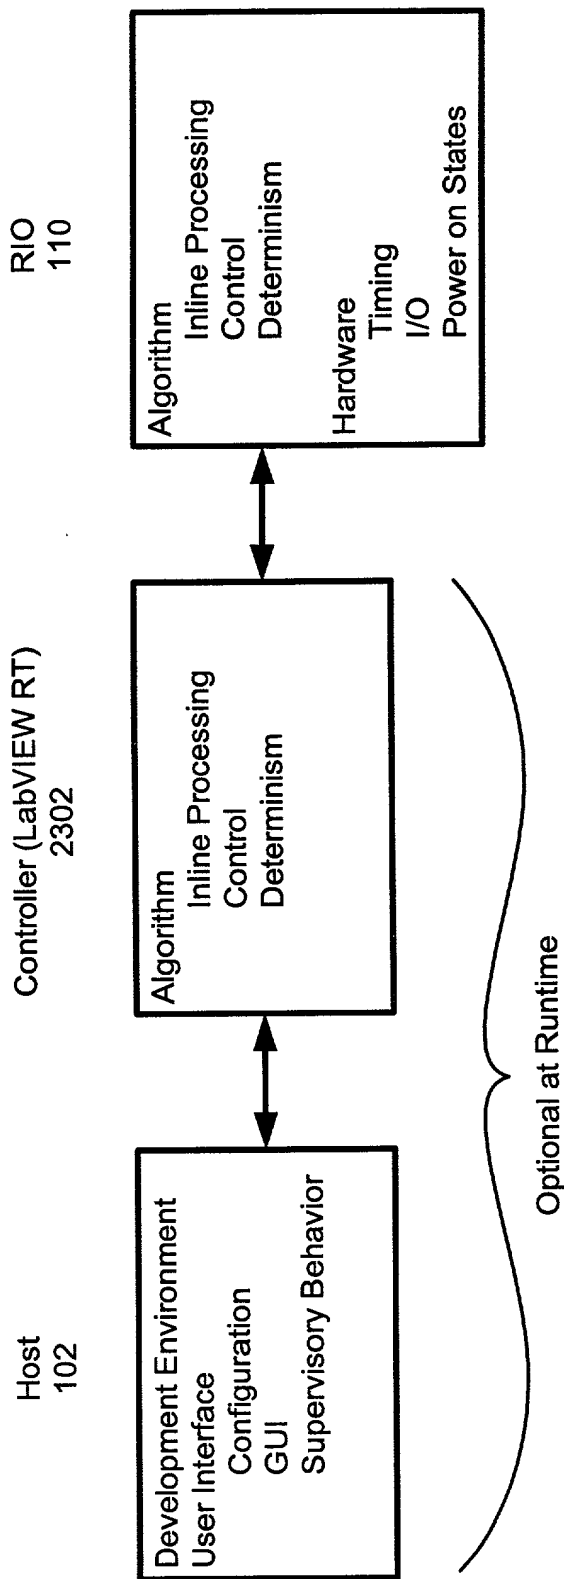 Host
102
Development Environment
User Interface
Configuration
GUI
Supervisory Behavior
Controller (LabVIEW RT)
2302
Algorithm
Inline Processing
Control
Determinism
RIO
110
Algorithm
Inline Processing
Control
Determinism
Hardware
Timing
I/O
Power on States
Optional at Runtime